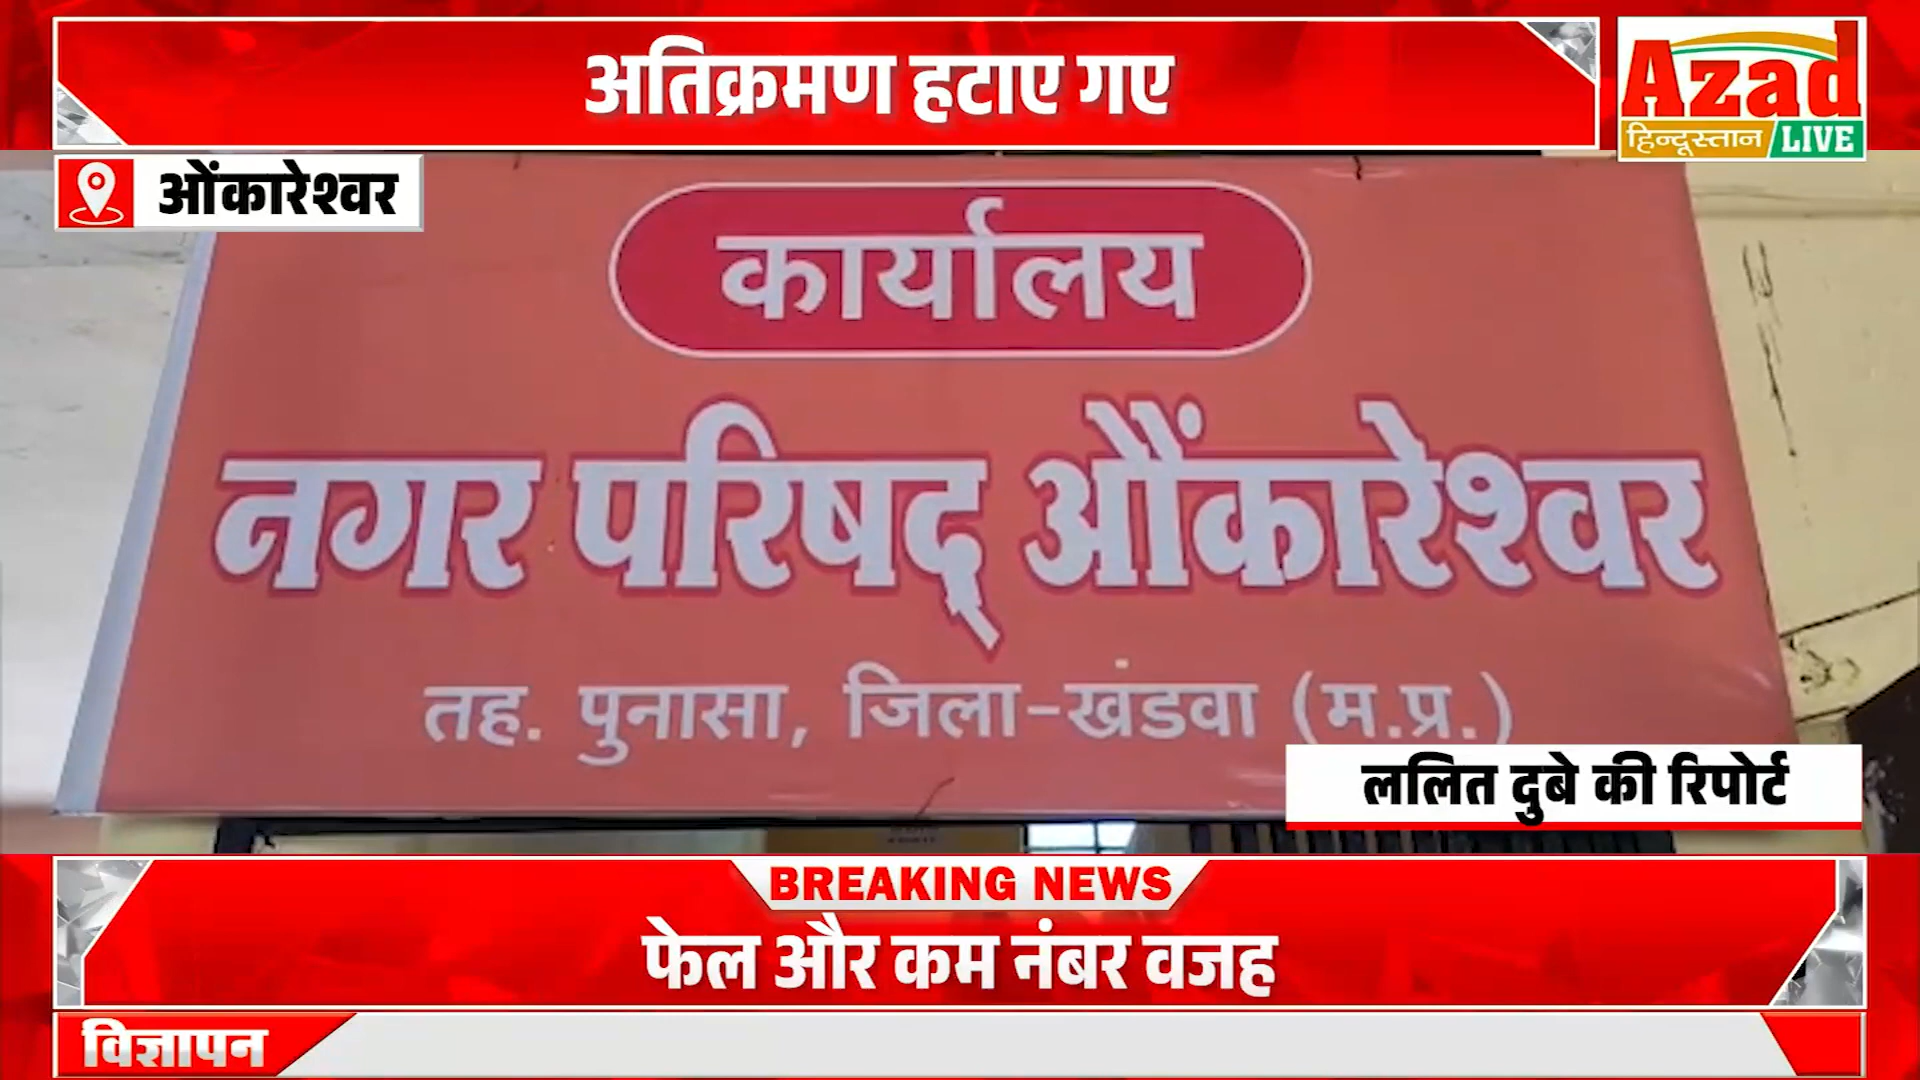 अतिक्रमण हटाए गए
Azad
हिन्दूस्तान LIVE
ओंकारेश्वर
कार्यालय
नगर परिषद् ओंकारेश्वर
तह. पुनासा, जिला-खंडवा (म.प्र.)
ललित दुबे की रिपोर्ट
BREAKING NEWS
फेल और कम नंबर वजह
विज्ञापन